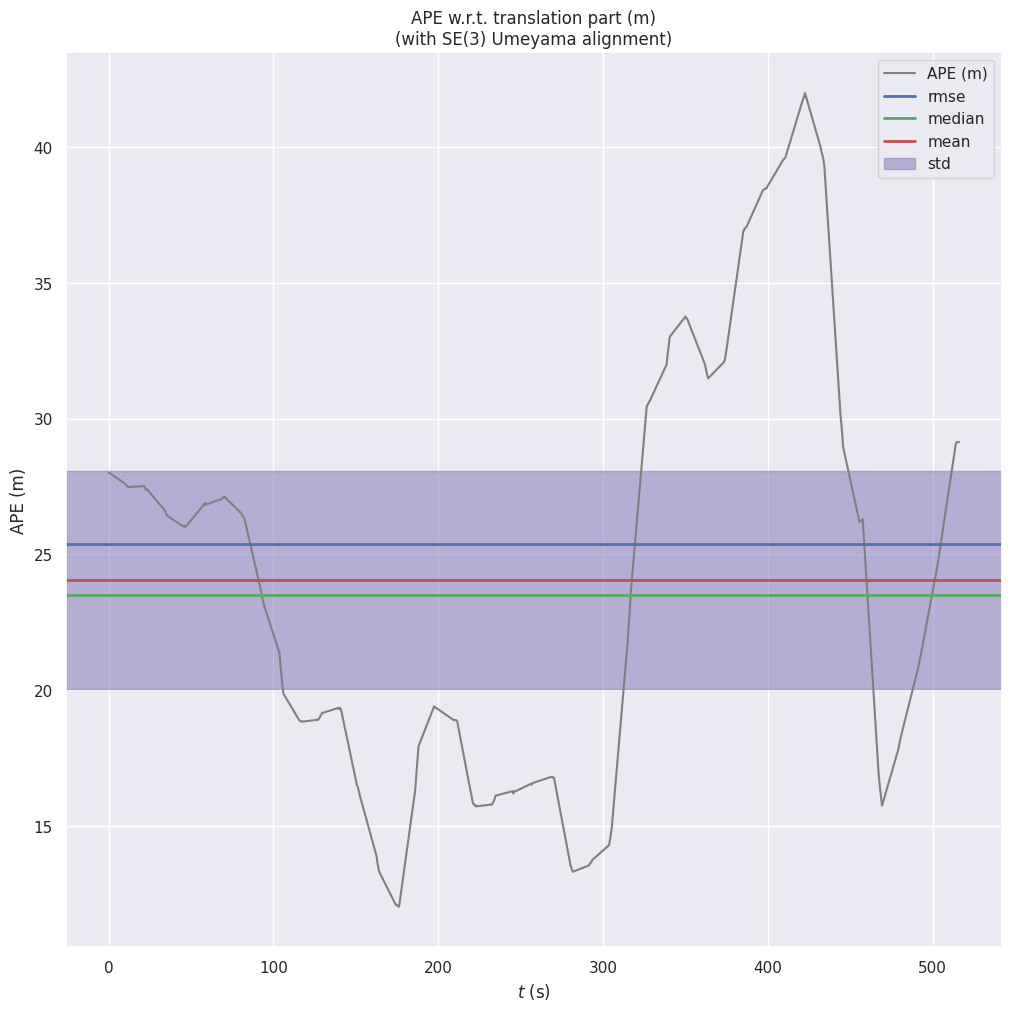 APE w.r.t. translation part (m)
(with SE(3) Umeyama alignment)
APE (m)
rmse
median
mean
std
APE (m)
40
35
30
25
20
15
0 100 200 300 400 500
t (s)